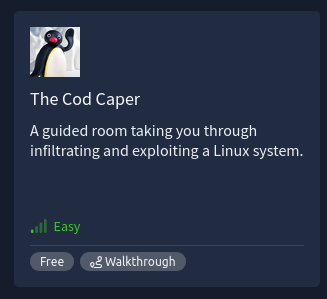 The Cod Caper
A guided room taking you through
infiltrating and exploiting a Linux system.
Easy
Free
Walkthrough